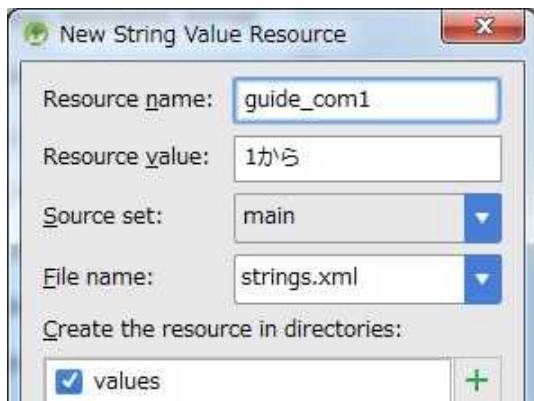 New String Value Resource
Resource name: guide_com1
Resource value: 1から
Source set: main
File name: strings.xml
Create the resource in directories:
values